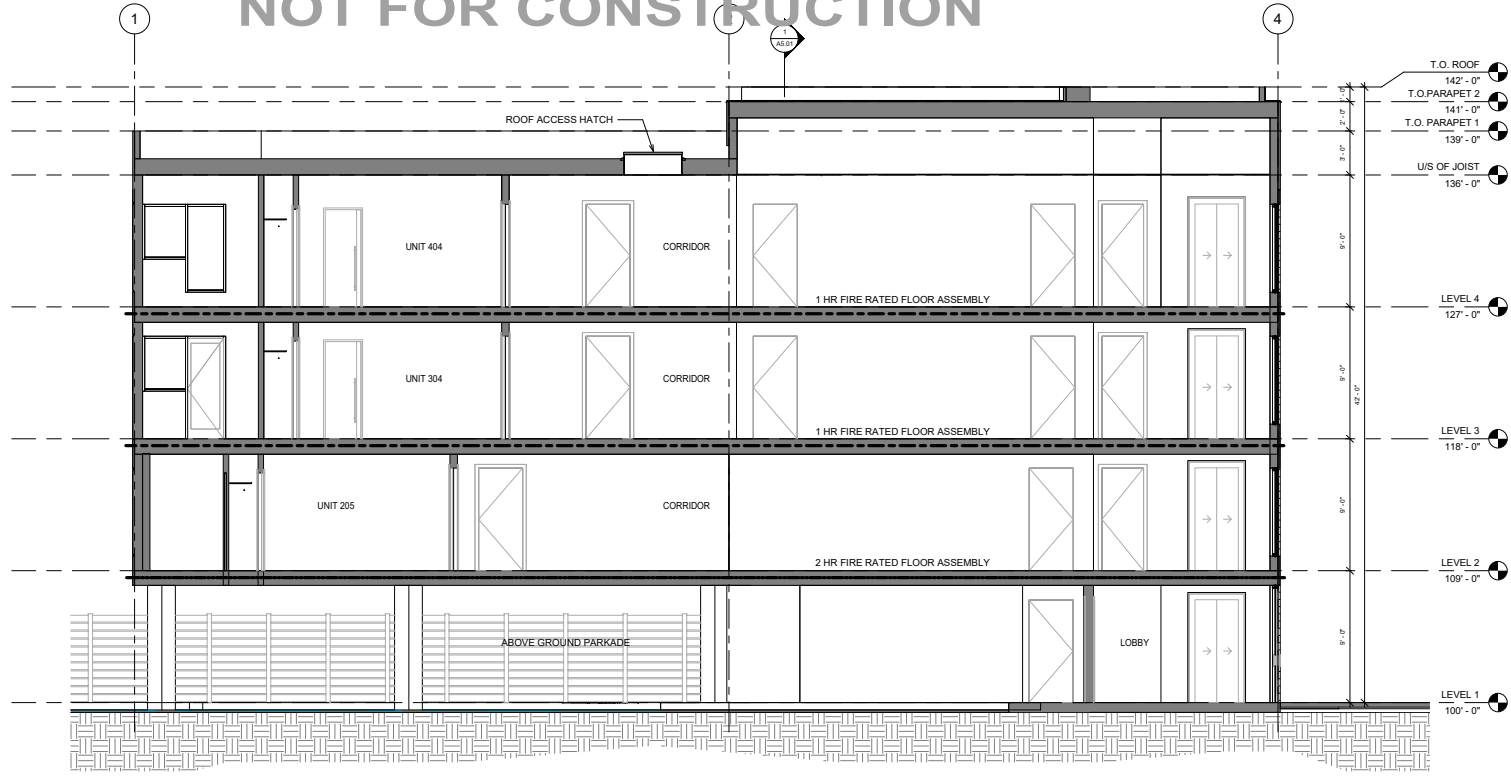 NOT FOR CONSTRUCTION
1
4
1
A5.01
T.O. ROOF
142' - 0"
T.O.PARAPET 2
141' - 0"
T.O. PARAPET 1
139' - 0"
U/S OF JOIST
136' - 0"
ROOF ACCESS HATCH
2' - 0"
3' - 0"
UNIT 404
CORRIDOR
9' - 0"
1 HR FIRE RATED FLOOR ASSEMBLY
LEVEL 4
127' - 0"
UNIT 304
CORRIDOR
9' - 0"
42' - 0"
1 HR FIRE RATED FLOOR ASSEMBLY
LEVEL 3
118' - 0"
UNIT 205
CORRIDOR
9' - 0"
2 HR FIRE RATED FLOOR ASSEMBLY
LEVEL 2
109' - 0"
ABOVE GROUND PARKADE
LOBBY
9' - 0"
LEVEL 1
100' - 0"